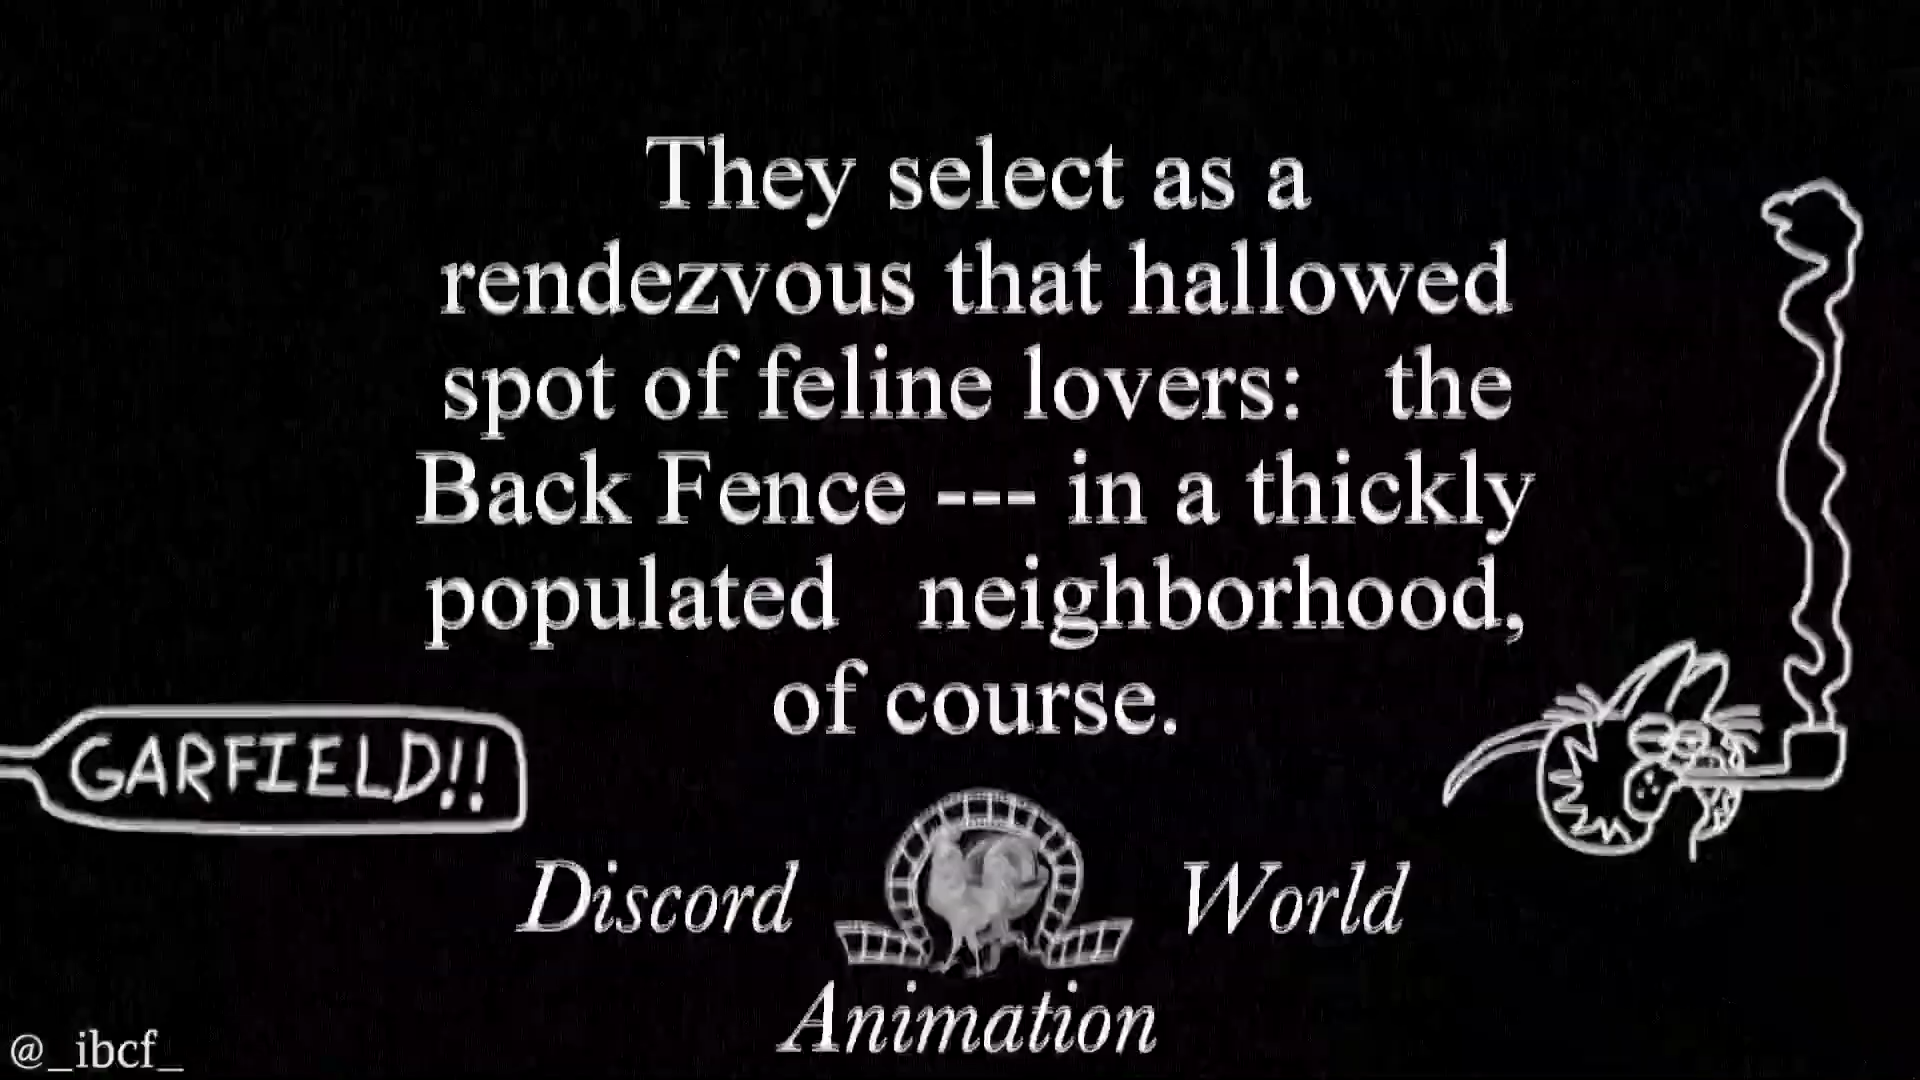 They select as a
rendezvous that hallowed
spot of feline lovers: the
Back Fence --- in a thickly
populated neighborhood,
of course.
GARFIELD!!
Discord World
Animation
@_ibcf_